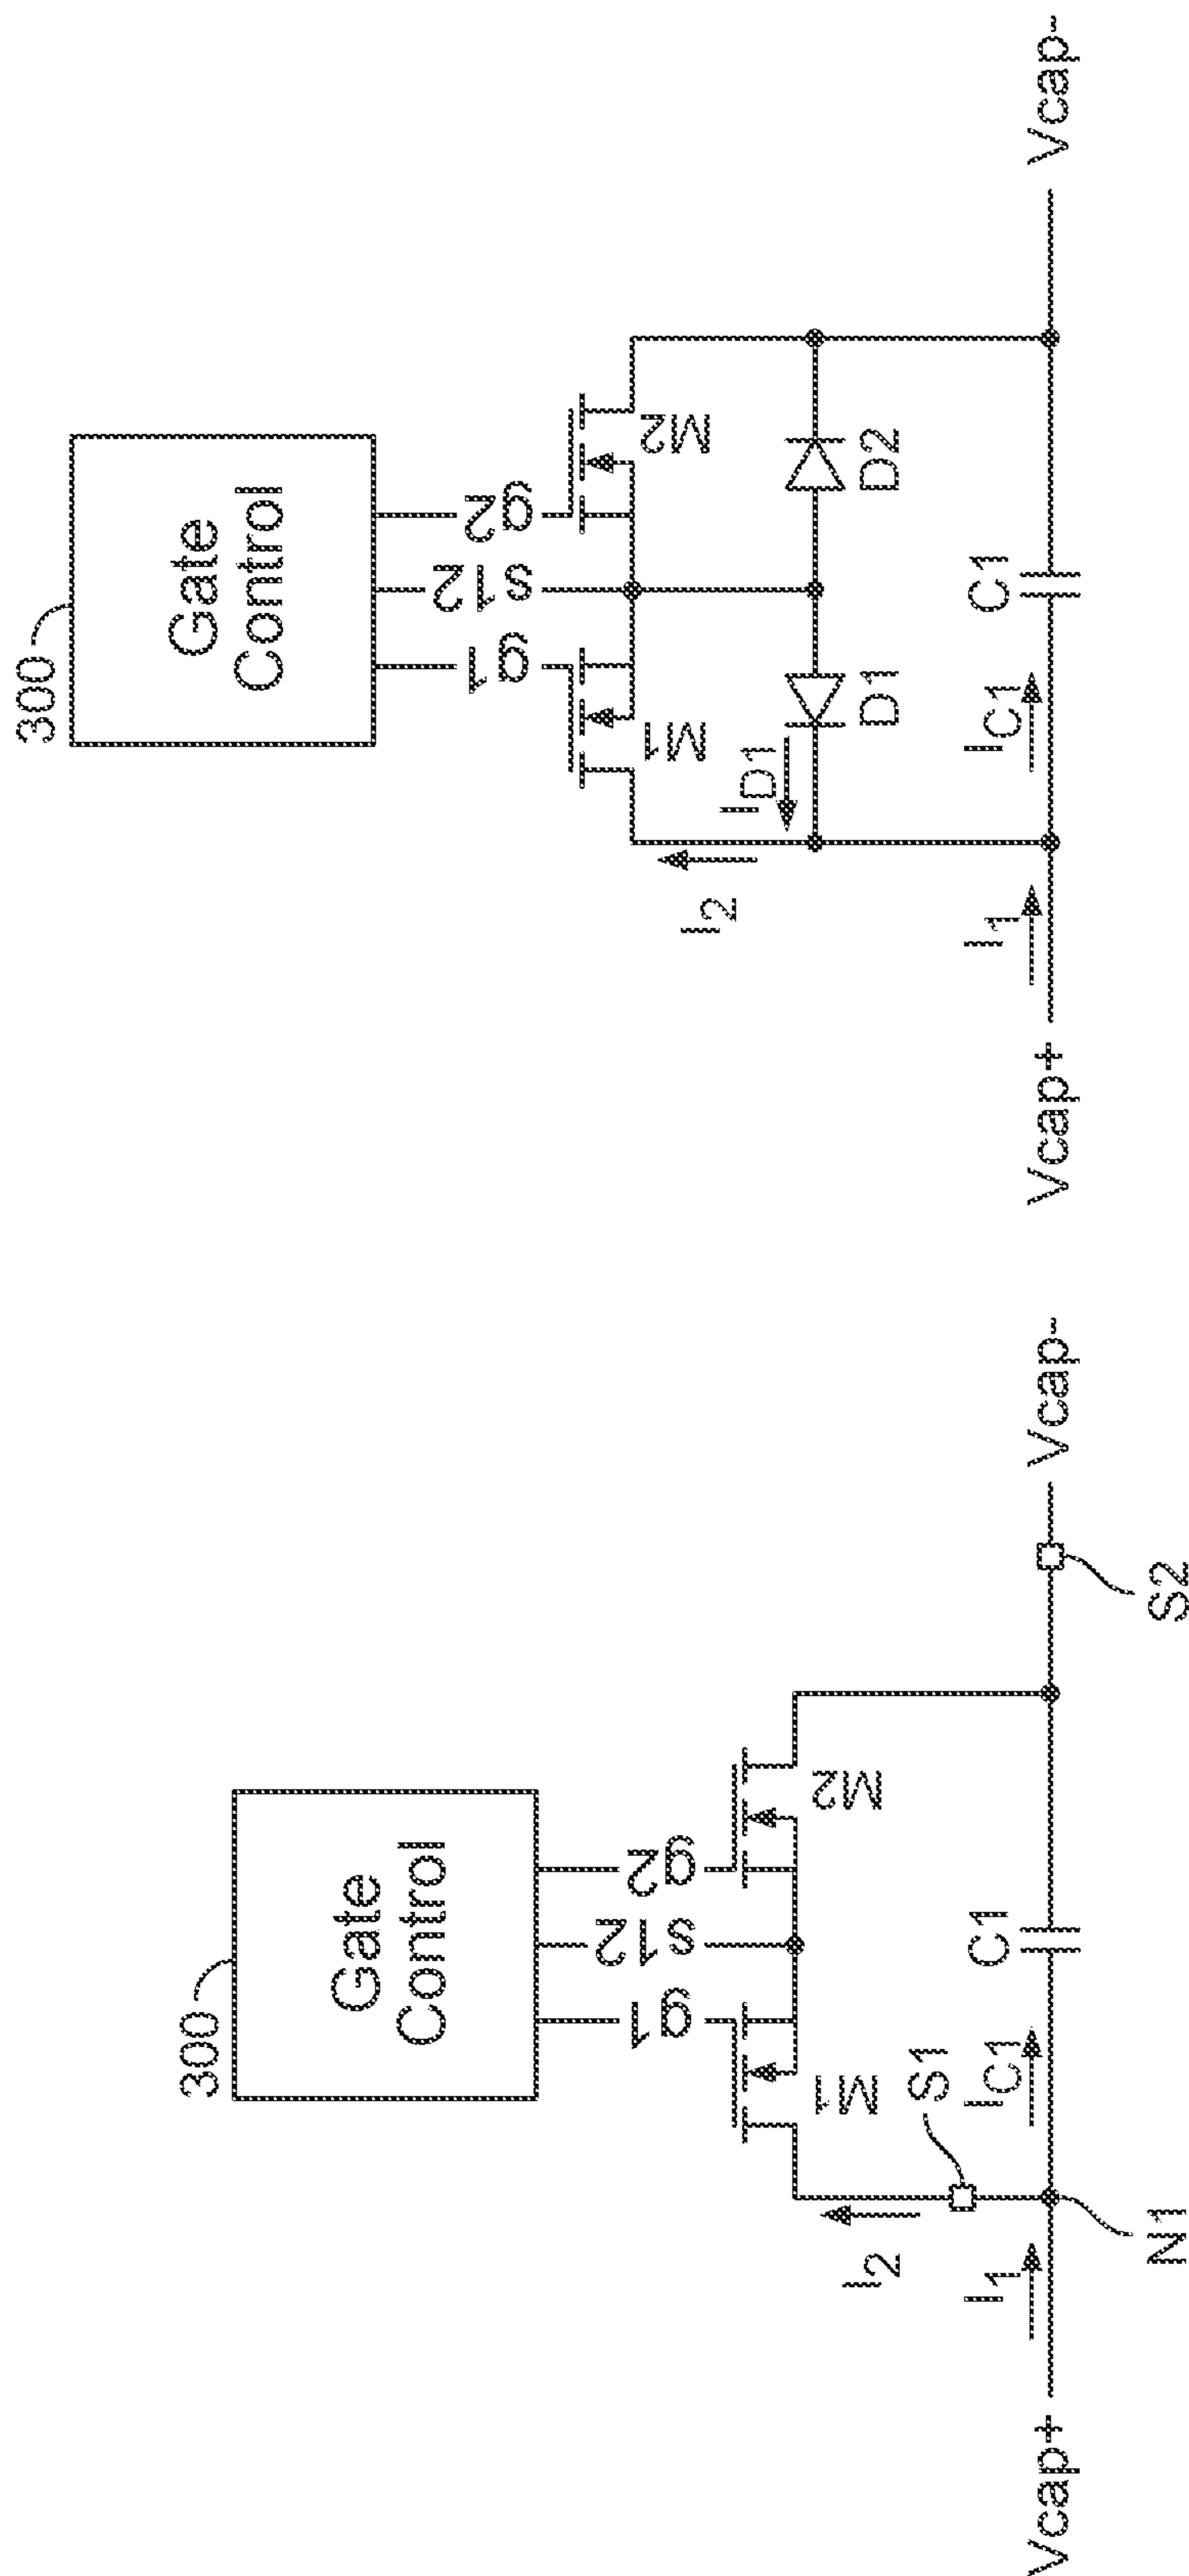 300
Gate
Control
g1
s12
g2
M1
M2
S1
I2
I1
IC1
C1
Vcap+
Vcap-
N1
S2
300
Gate
Control
g1
s12
g2
M1
M2
ID1
I2
D1
D2
I1
IC1
C1
Vcap+
Vcap-